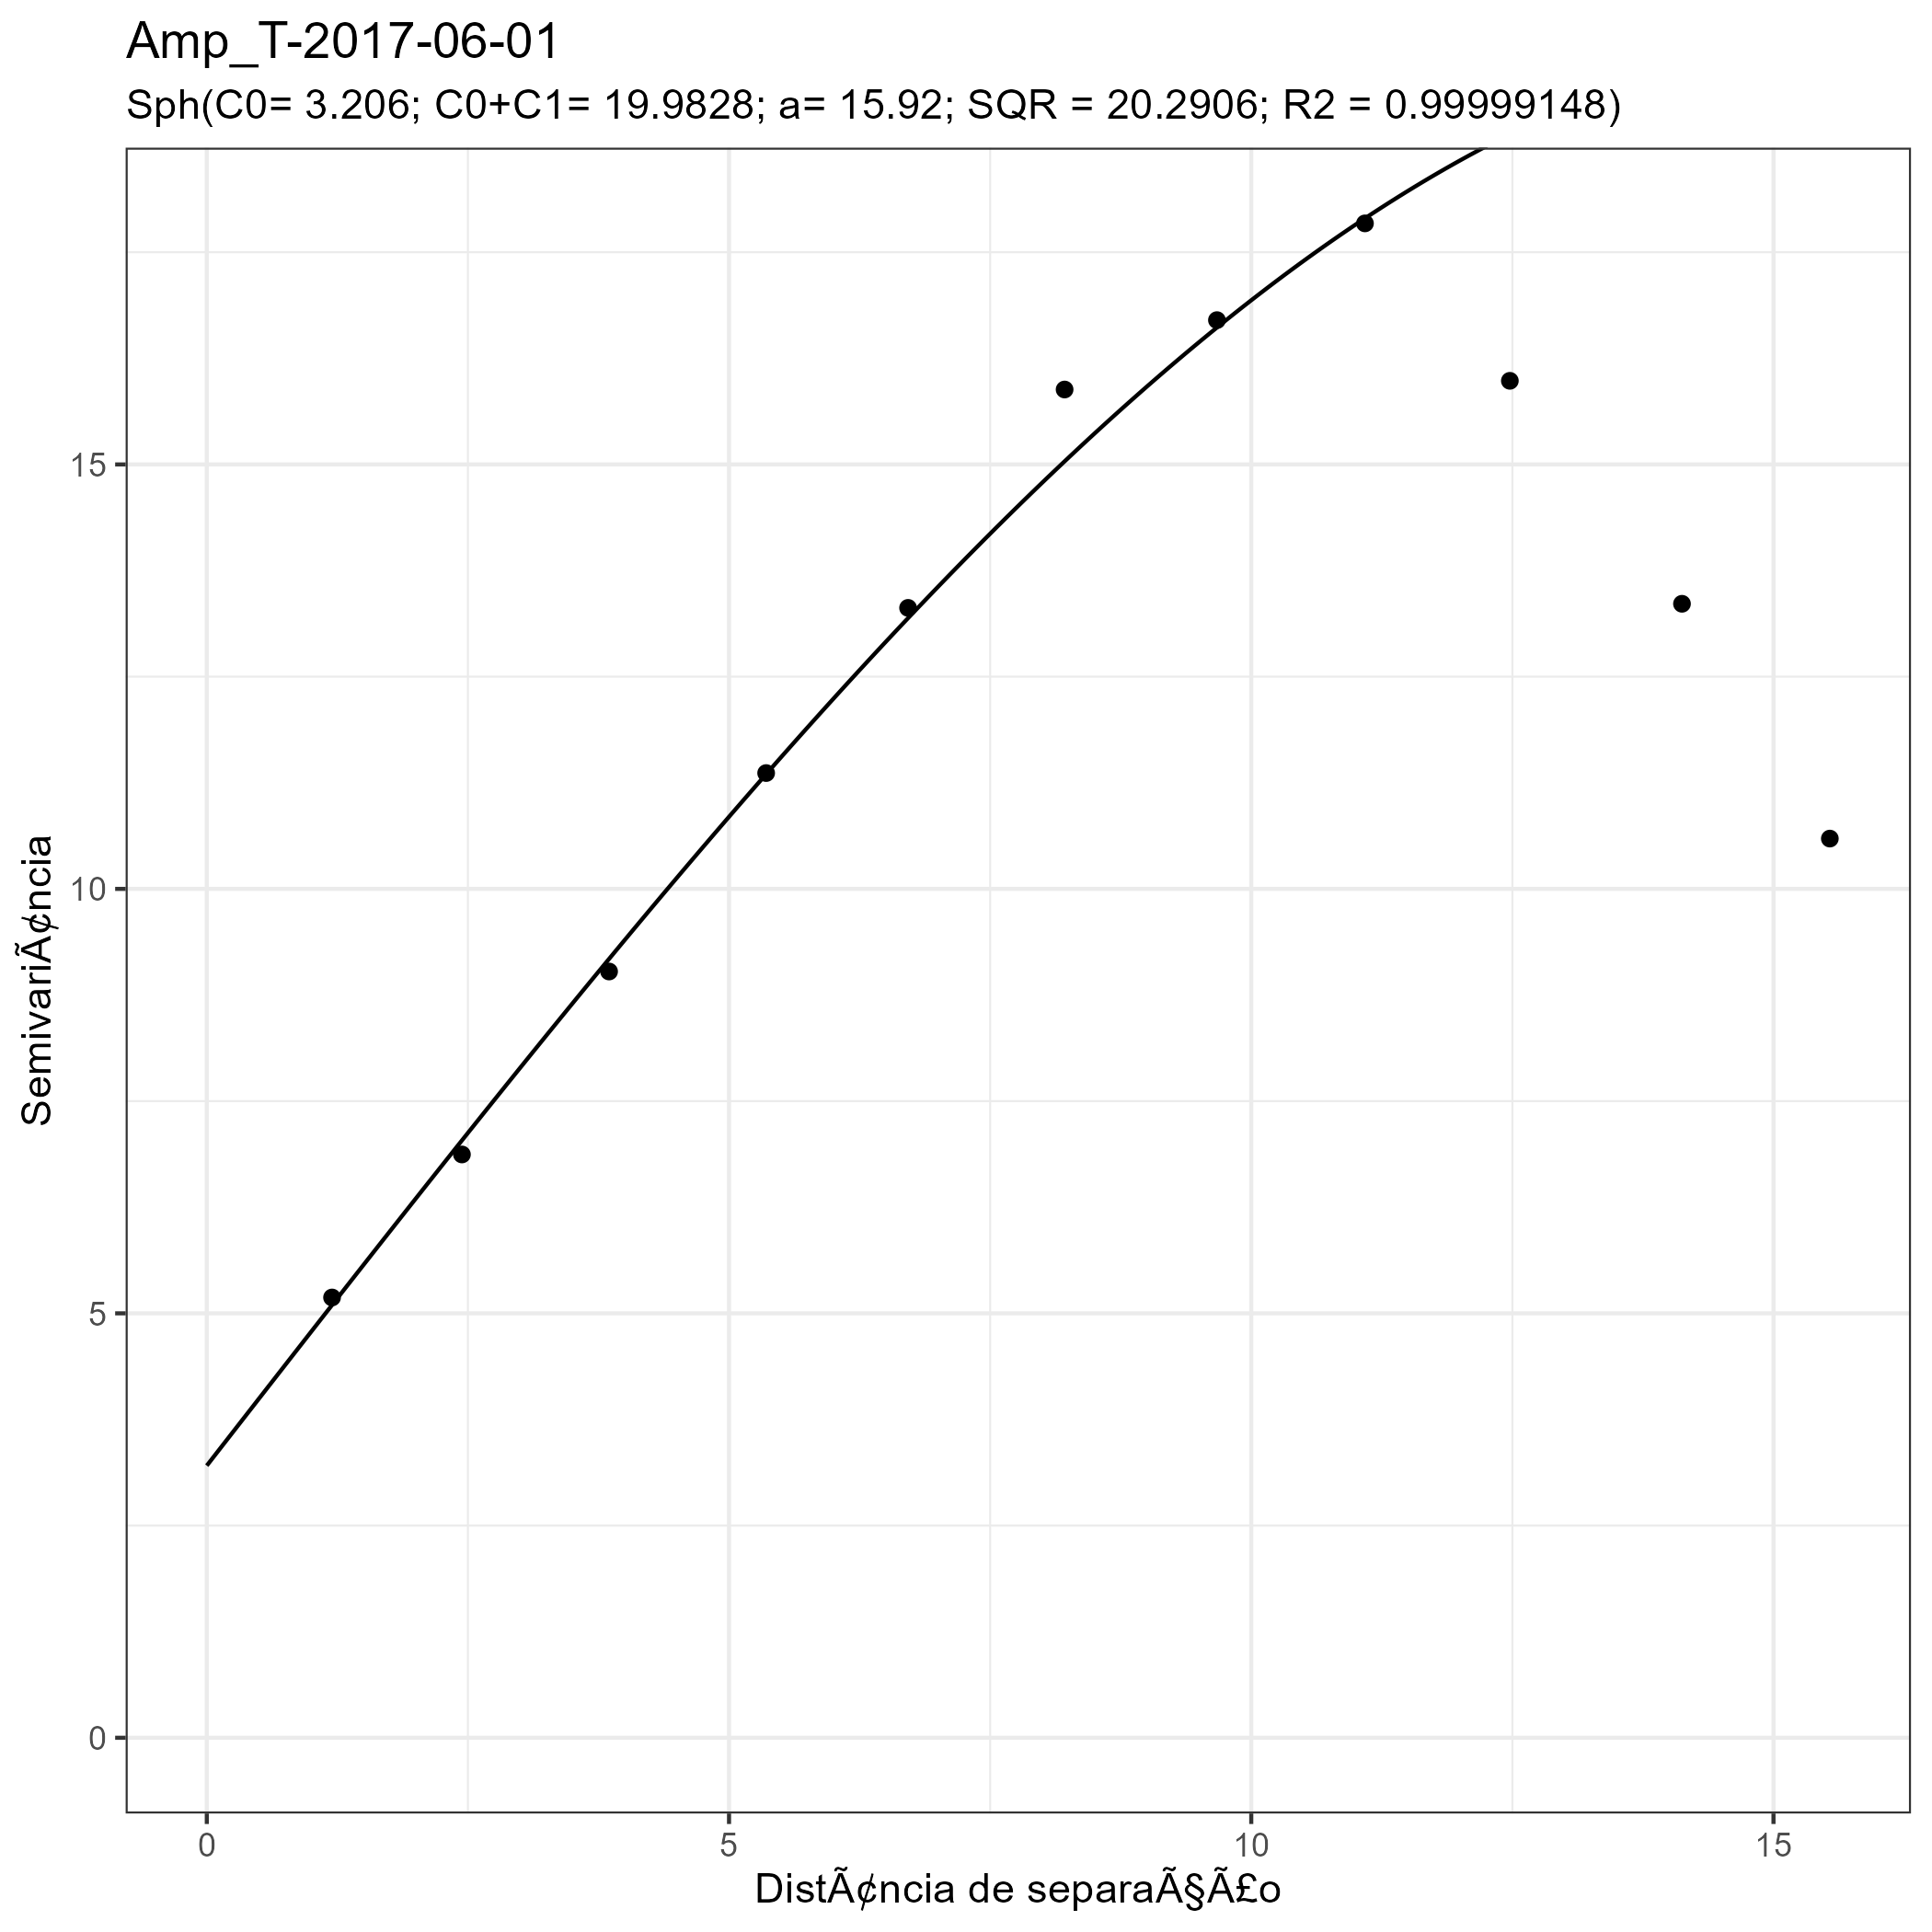 Amp_T-2017-06-01
Sph(C0= 3.206; C0+C1= 19.9828; a= 15.92; SQR = 20.2906; R2 = 0.99999148)
SemivariÃ¢ncia
15
10
5
0
0 5 10 15
DistÃ¢ncia de separaÃ§Ã£o